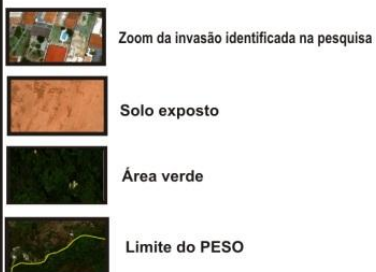 Zoom da invasão identificada na pesquisa
Solo exposto
Área verde
Limite do PESO